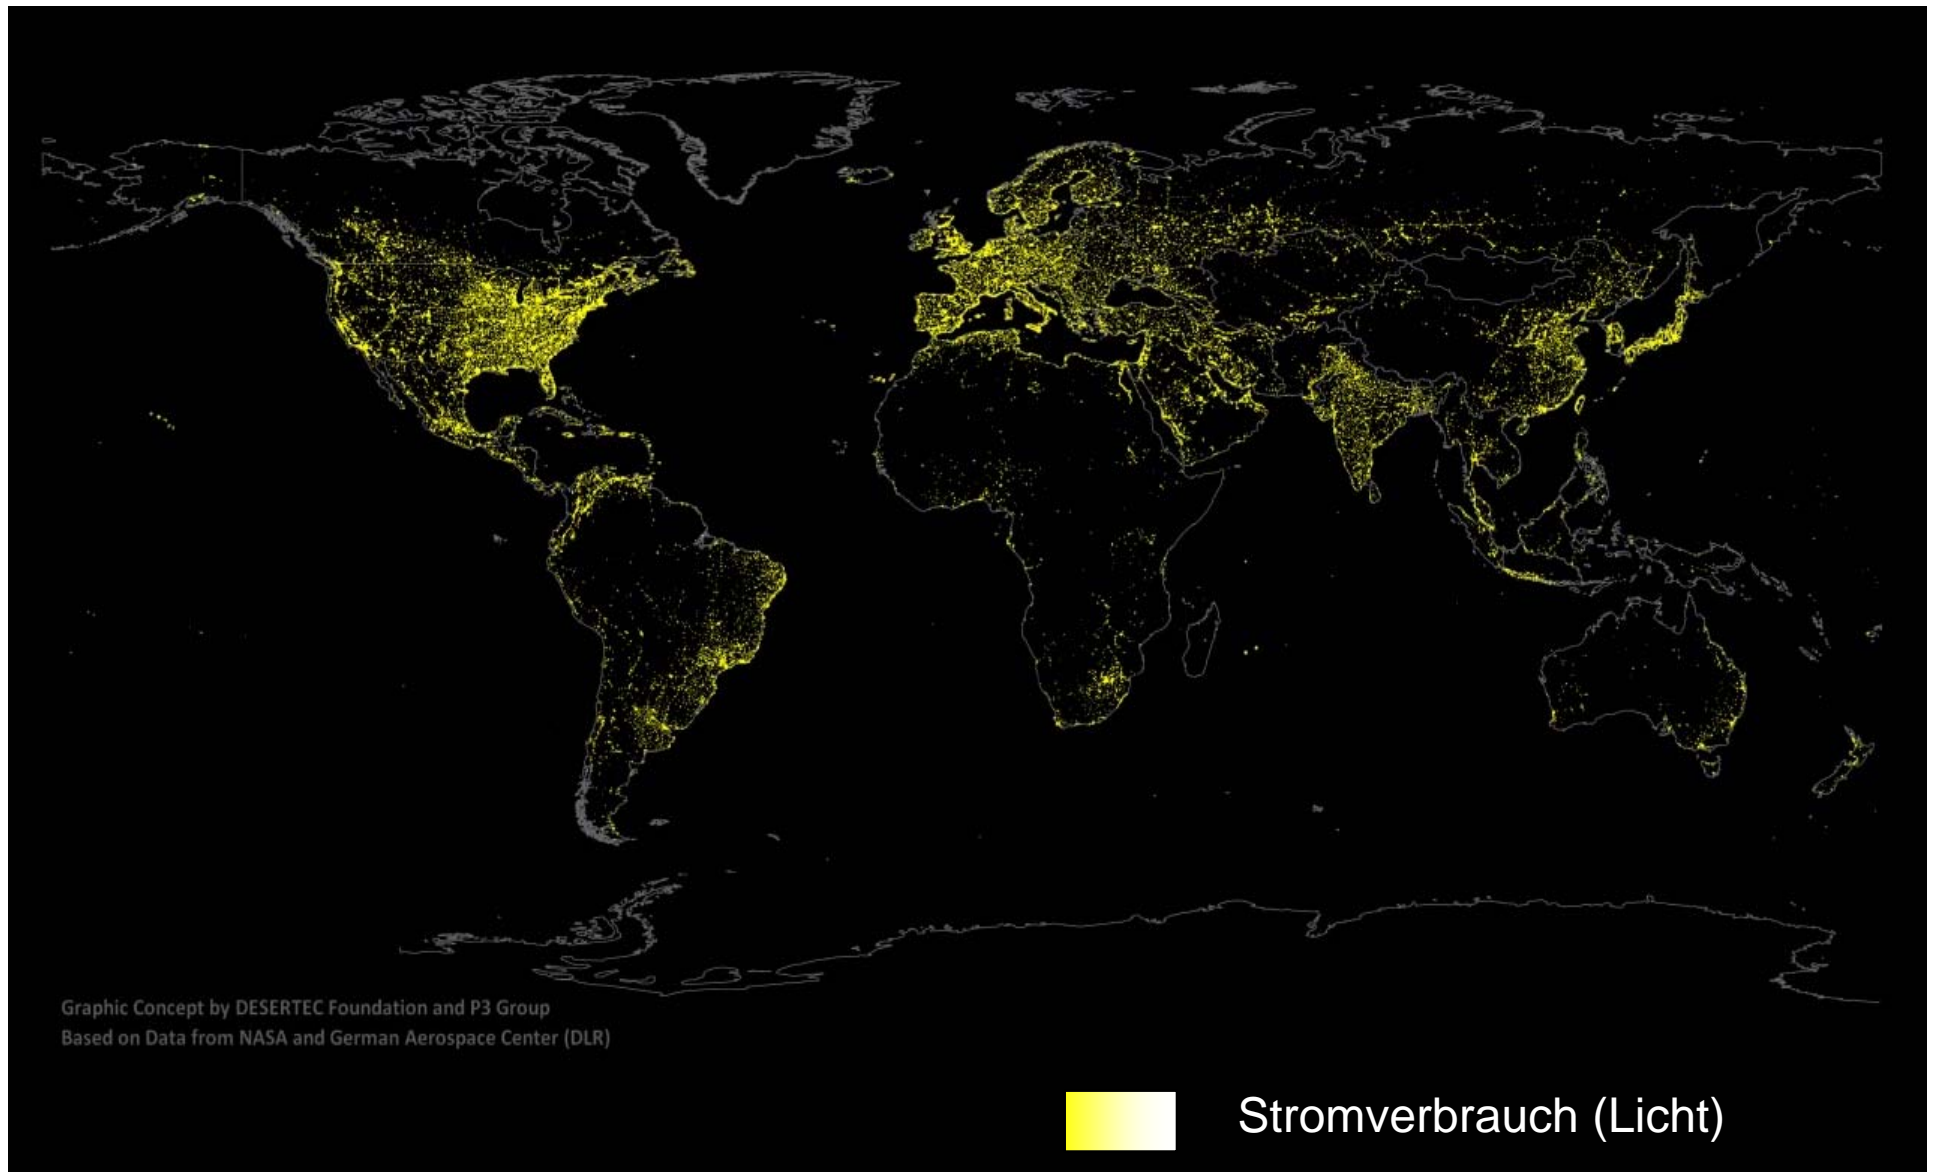 Graphic Concept by DESERTEC Foundation and P3 Group
Based on Data from NASA and German Aerospace Center (DLR)
Stromverbrauch (Licht)